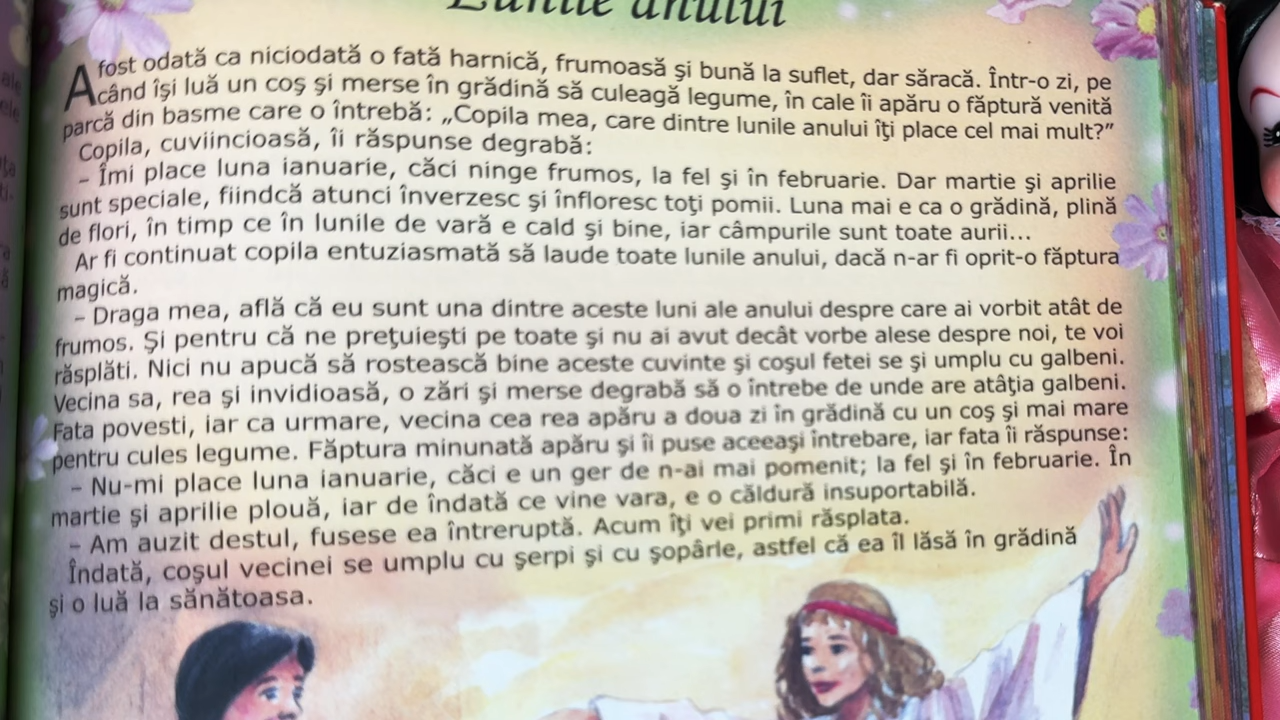 Lunile anului
A fost odată ca niciodată o fată harnică, frumoasă şi bună la suflet, dar săracă. Într-o zi, pe
când îşi luă un coş şi merse în grădină să culeagă legume, în cale îi apăru o făptură venită
parcă din basme care o întrebă: „Copila mea, care dintre lunile anului îţi place cel mai mult?”
Copila, cuviincioasă, îi răspunse degrabă:
– Îmi place luna ianuarie, căci ninge frumos, la fel şi în februarie. Dar martie şi aprilie
sunt speciale, fiindcă atunci înverzesc şi înfloresc toţi pomii. Luna mai e ca o grădină, plină
de flori, în timp ce în lunile de vară e cald şi bine, iar câmpurile sunt toate aurii...
Ar fi continuat copila entuziasmată să laude toate lunile anului, dacă n-ar fi oprit-o făptura
magică.
– Draga mea, află că eu sunt una dintre aceste luni ale anului despre care ai vorbit atât de
frumos. Şi pentru că ne preţuieşti pe toate şi nu ai avut decât vorbe alese despre noi, te voi
răsplăti. Nici nu apucă să rostească bine aceste cuvinte şi coşul fetei se şi umplu cu galbeni.
Vecina sa, rea şi invidioasă, o zări şi merse degrabă să o întrebe de unde are atâţia galbeni.
Fata povesti, iar ca urmare, vecina cea rea apăru a doua zi în grădină cu un coş şi mai mare
pentru cules legume. Făptura minunată apăru şi îi puse aceeaşi întrebare, iar fata îi răspunse:
– Nu-mi place luna ianuarie, căci e un ger de n-ai mai pomenit; la fel şi în februarie. În
martie şi aprilie plouă, iar de îndată ce vine vara, e o căldură insuportabilă.
– Am auzit destul, fusese ea întreruptă. Acum îţi vei primi răsplata.
Îndată, coşul vecinei se umplu cu şerpi şi cu şopârle, astfel că ea îl lăsă în grădină
şi o luă la sănătoasa.